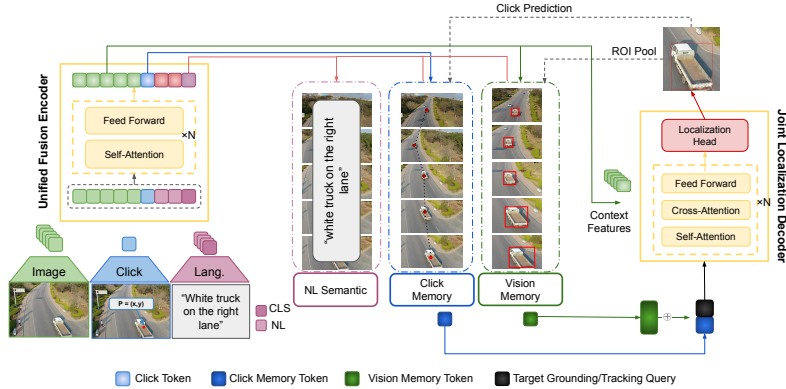 Click Prediction
ROI Pool
Unified Fusion Encoder
Feed Forward
Self-Attention
×N
Image
Click
Lang.
P = (x,y)
"White truck
on the right
lane"
CLS
NL
"white truck on the right
lane"
NL Semantic
Click
Memory
Vision
Memory
Context
Features
Localization
Head
Feed Forward
Cross-Attention
Self-Attention
×N
Joint Localization Decoder
Click Token
Click Memory Token
Vision Memory Token
Target Grounding/Tracking Query